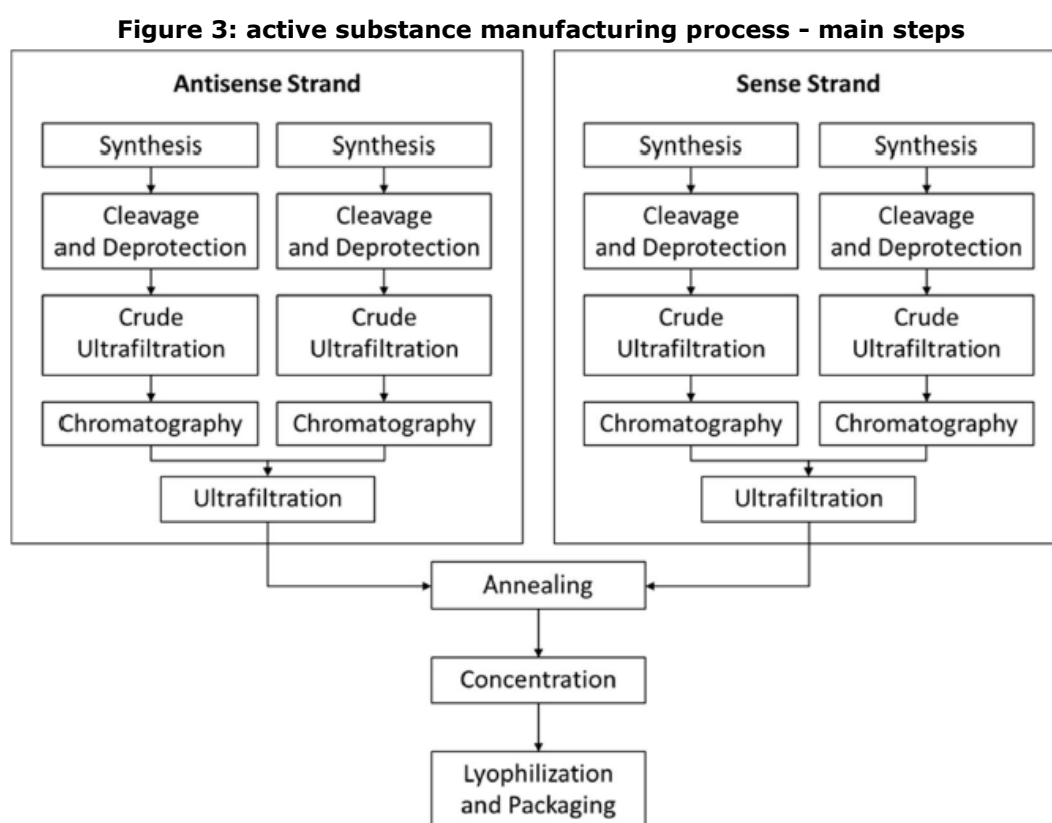 Figure 3: active substance manufacturing process - main steps
Antisense Strand
Synthesis
Cleavage
and Deprotection
Crude
Ultrafiltration
Chromatography
Synthesis
Cleavage
and Deprotection
Crude
Ultrafiltration
Chromatography
Ultrafiltration
Sense Strand
Synthesis
Cleavage
and Deprotection
Crude
Ultrafiltration
Chromatography
Synthesis
Cleavage
and Deprotection
Crude
Ultrafiltration
Chromatography
Ultrafiltration
Annealing
Concentration
Lyophilization
and Packaging